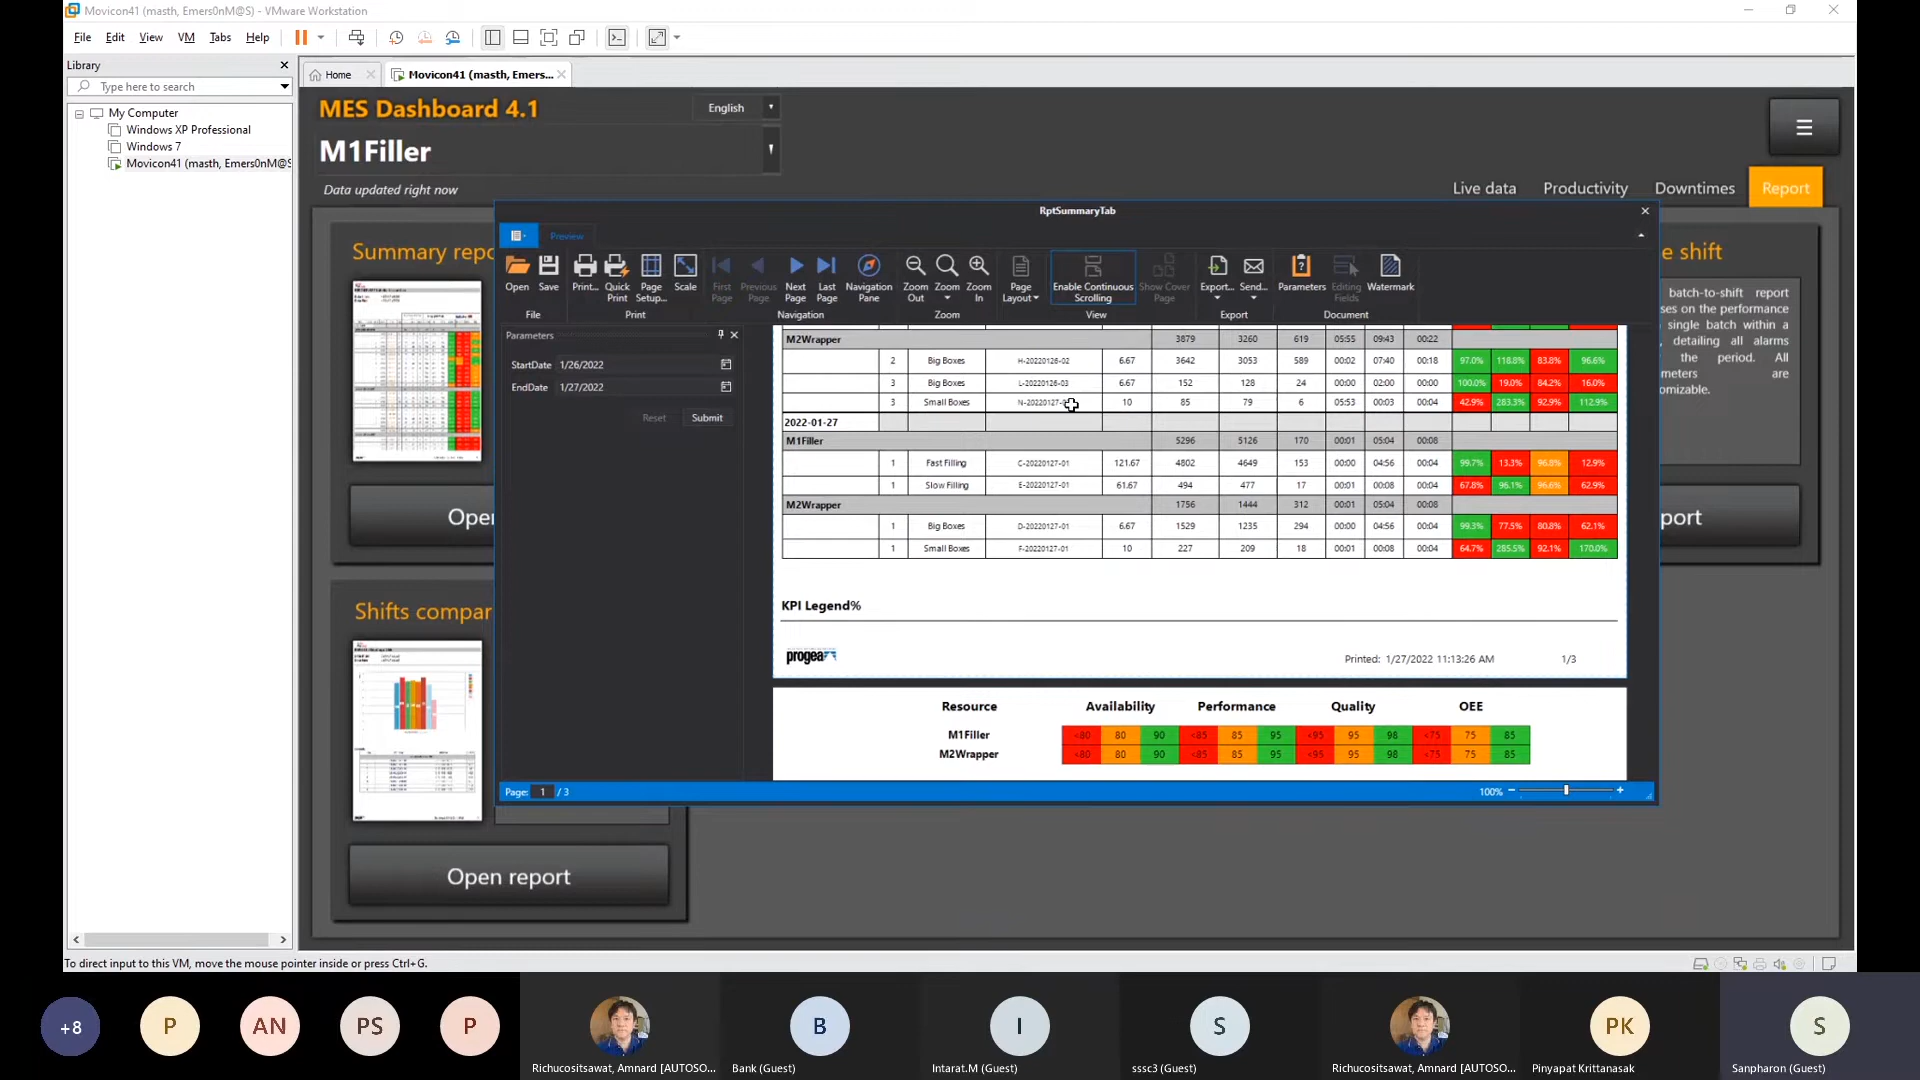 Movicon41 (masth, Emers0nM@S) - VMware Workstation
File Edit View VM Tabs Help
Library
Type here to search
My Computer
Windows XP Professional
Windows 7
Movicon41 (masth, Emers0nM@S
Home
Movicon41 (masth, Emers...
MES Dashboard 4.1
English
M1Filler
Data updated right now
Live data Productivity Downtimes Report
Summary repo
Open
Shifts compar
Open report
e shift
batch-to-shift report
ses on the performance
single batch within a
, detailing all alarms
the period. All
meters are
omizable.
port
RptSummaryTab
Preview
Open Save Print... Quick Print Page Setup... Scale First Page Previous Page Next Page Last Page Navigation Pane Zoom Out Zoom Zoom In Page Layout Enable Continuous Scrolling Show Cover Page Export... Send... Parameters Editing Fields Watermark
File Print Navigation Zoom View Export Document
Parameters
StartDate 1/26/2022
EndDate 1/27/2022
Reset Submit
M2Wrapper 3879 3260 619 05:55 09:43 00:22
2 Big Boxes H-20220126-02 6.67 3642 3053 589 00:02 07:40 00:18 97.0% 118.8% 83.8% 96.6%
3 Big Boxes L-20220126-03 6.67 152 128 24 00:00 02:00 00:00 100.0% 19.0% 84.2% 16.0%
3 Small Boxes N-20220127- 10 85 79 6 05:53 00:03 00:04 42.9% 283.3% 92.9% 112.9%
2022-01-27
M1Filler 5296 5126 170 00:01 05:04 00:08
1 Fast Filling C-20220127-01 121.67 4802 4649 153 00:00 04:56 00:04 99.7% 13.3% 96.8% 12.9%
1 Slow Filling E-20220127-01 61.67 494 477 17 00:01 00:08 00:04 67.8% 96.1% 96.6% 62.9%
M2Wrapper 1756 1444 312 00:01 05:04 00:08
1 Big Boxes D-20220127-01 6.67 1529 1235 294 00:00 04:56 00:04 99.3% 77.5% 80.8% 62.1%
1 Small Boxes F-20220127-01 10 227 209 18 00:01 00:08 00:04 64.7% 285.5% 92.1% 170.0%
KPI Legend%
progea
Printed: 1/27/2022 11:13:26 AM 1/3
Resource Availability Performance Quality OEE
M1Filler <80 80 90 <85 85 95 <95 95 98 <75 75 85
M2Wrapper <80 80 90 <85 85 95 <95 95 98 <75 75 85
Page: 1 / 3
100%
To direct input to this VM, move the mouse pointer inside or press Ctrl+G.
+8 P AN PS P B I S PK S
Richucositsawat, Amnard [AUTOSO... Bank (Guest) Intarat.M (Guest) sssc3 (Guest) Richucositsawat, Amnard [AUTOSO... Pinyapat Krittanasak Sanpharon (Guest)